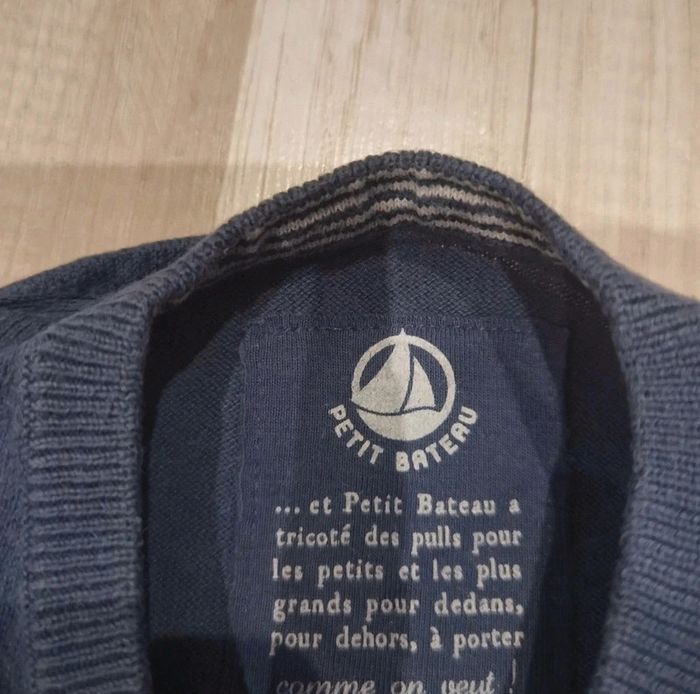 PETIT BATEAU
... et Petit Bateau a
tricoté des pulls pour
les petits et les plus
grands pour dedans,
pour dehors, à porter
comme on veut !